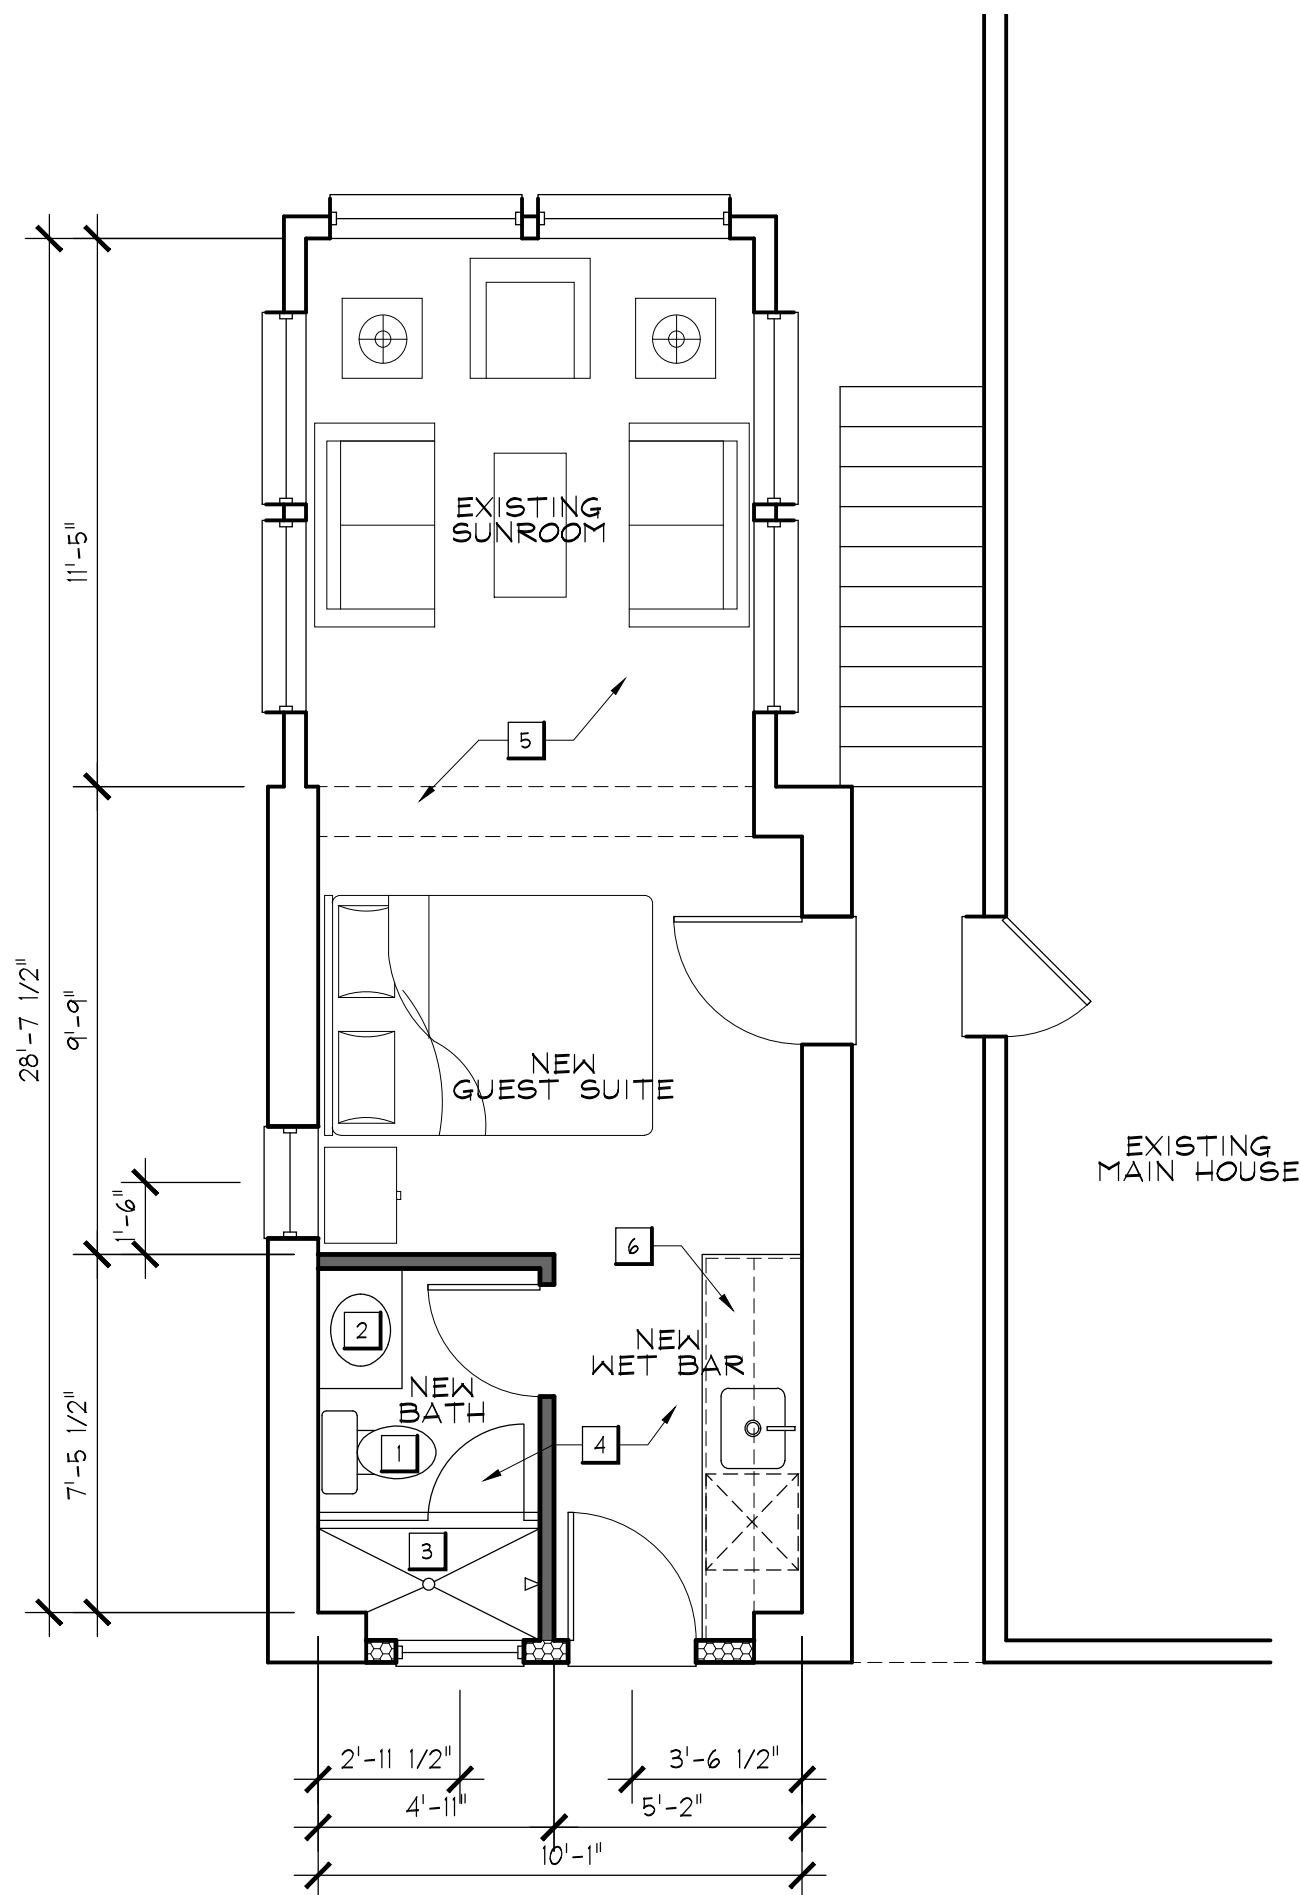 11'-5"
EXISTING
SUNROOM
5
28'-7 1/2"
9'-9"
NEW
GUEST SUITE
EXISTING
MAIN HOUSE
1'-6"
6
2
NEW
WET BAR
NEW
BATH
7'-5 1/2"
1
4
3
2'-11 1/2"
3'-6 1/2"
4'-11"
5'-2"
10'-1"